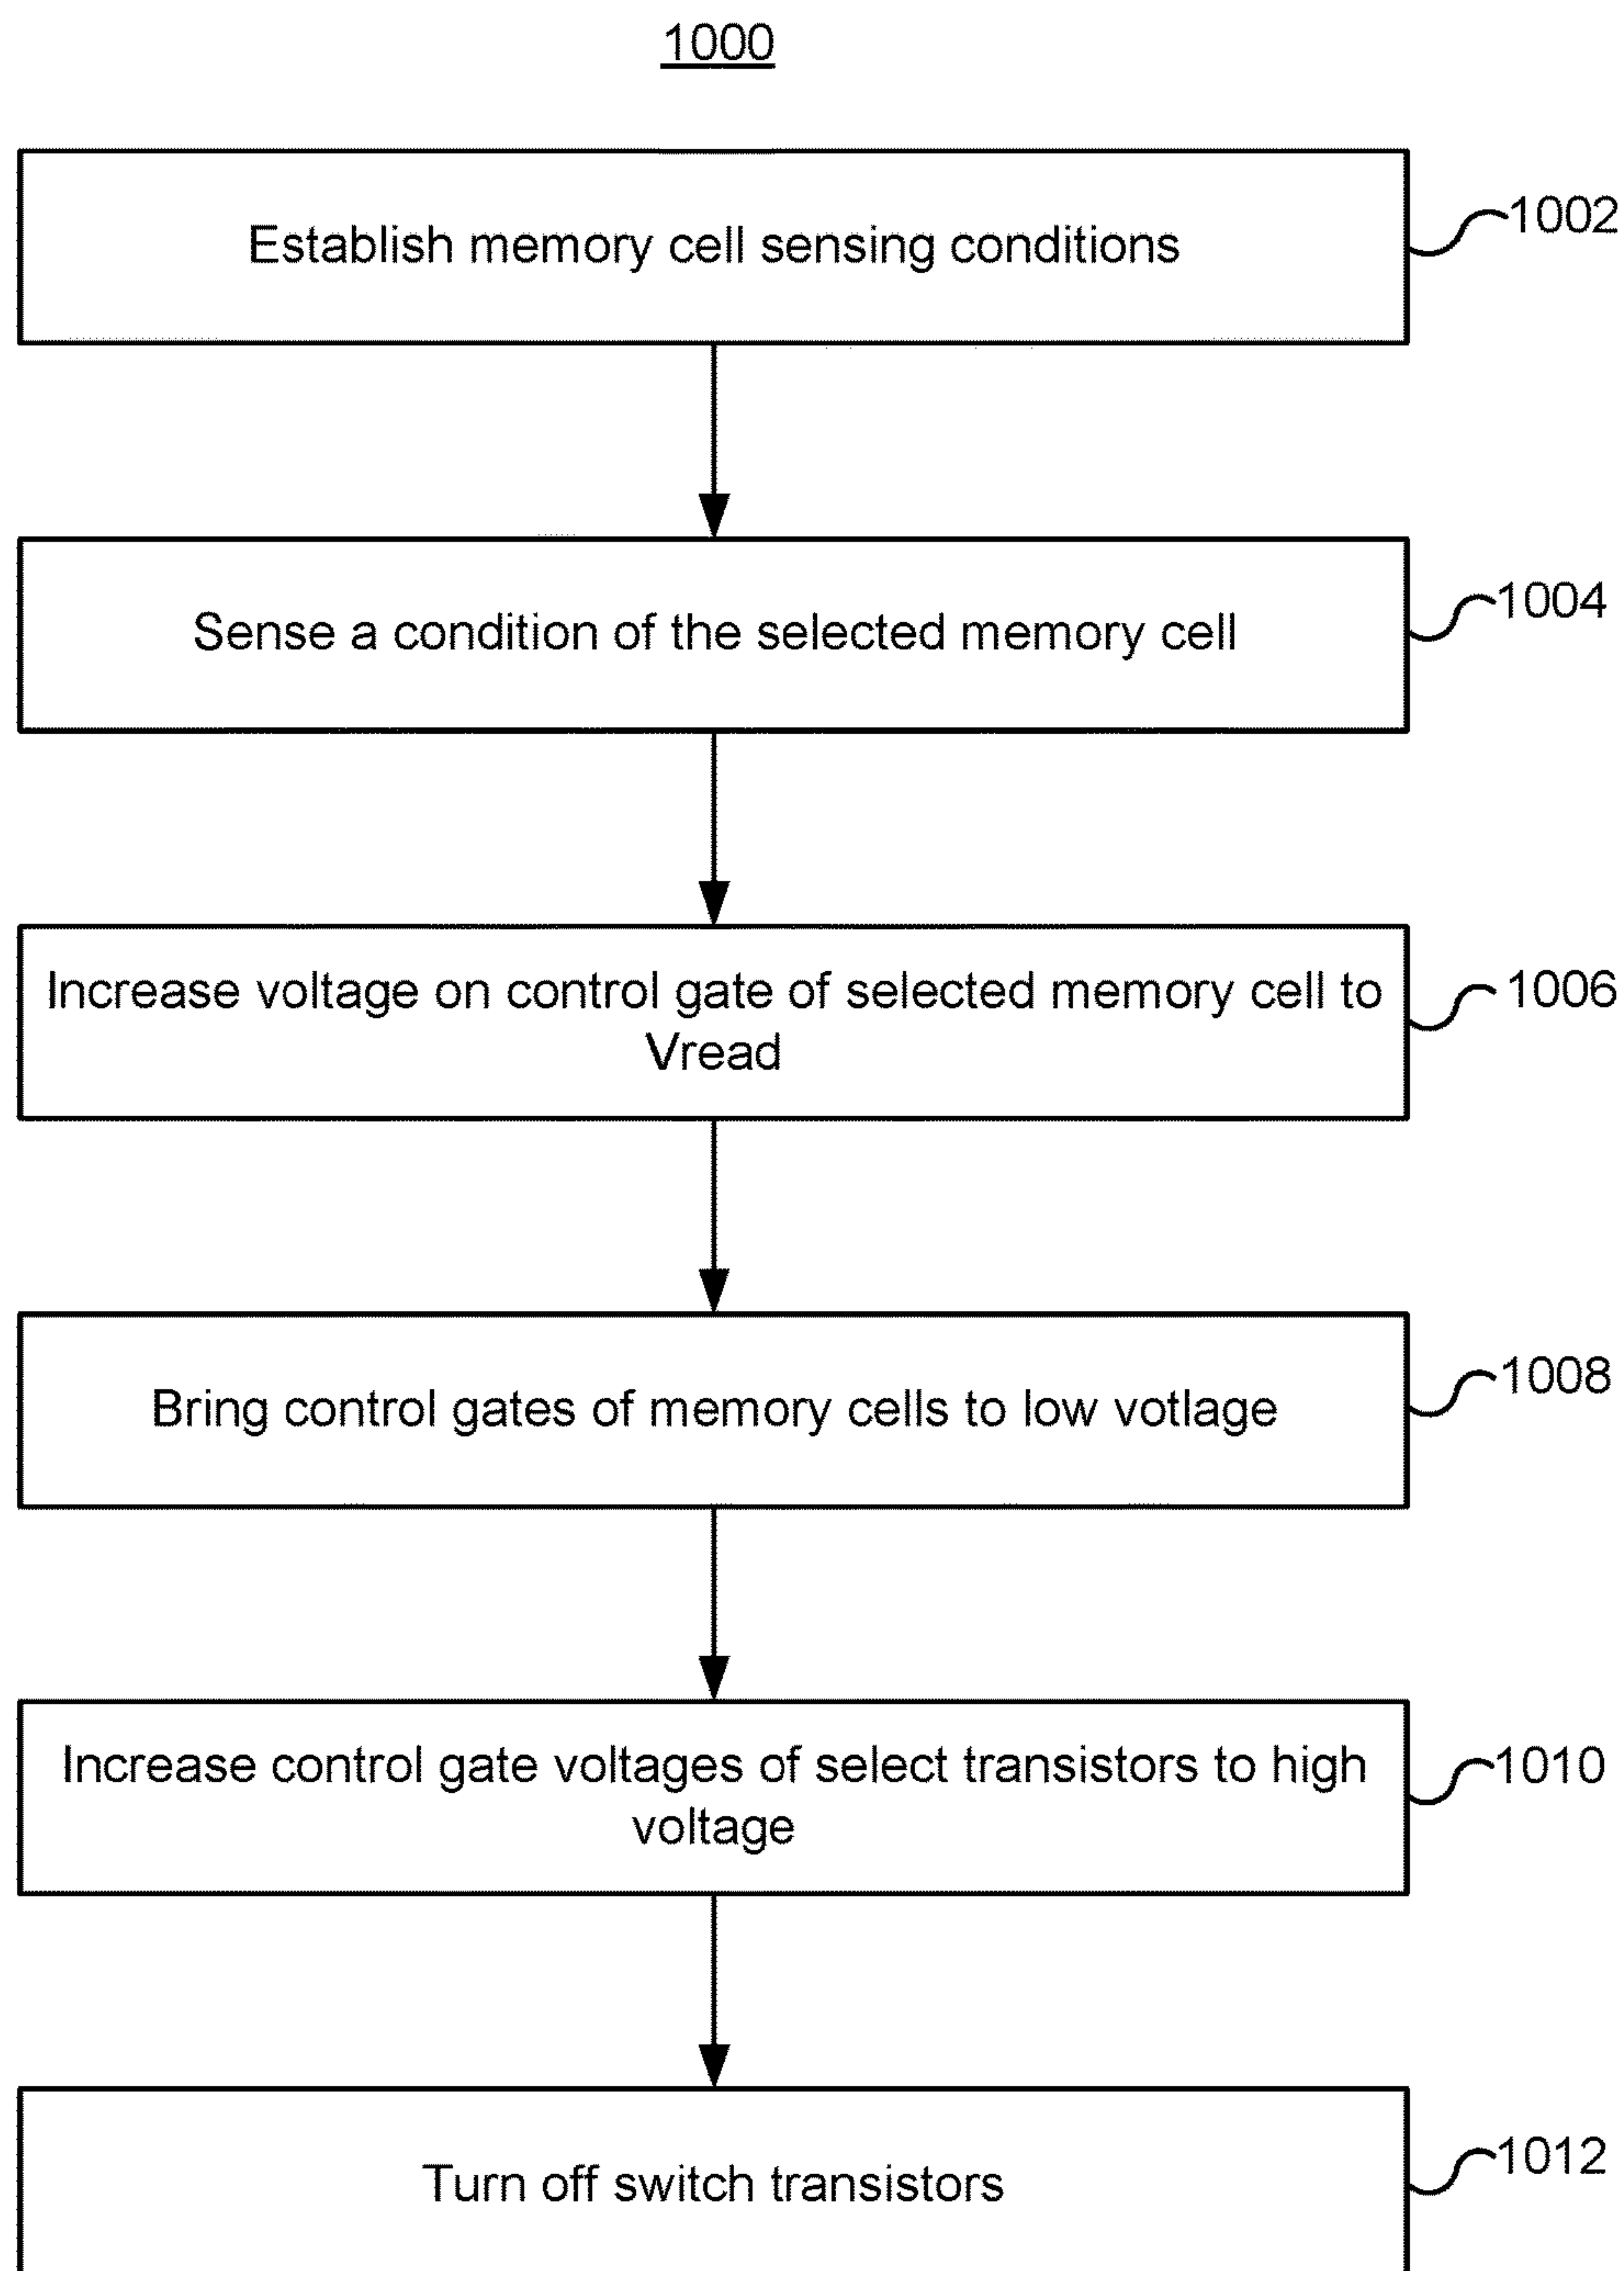 1000
Establish memory cell sensing conditions
1002
Sense a condition of the selected memory cell
1004
Increase voltage on control gate of selected memory cell to
Vread
1006
Bring control gates of memory cells to low votlage
1008
Increase control gate voltages of select transistors to high
voltage
1010
Turn off switch transistors
1012